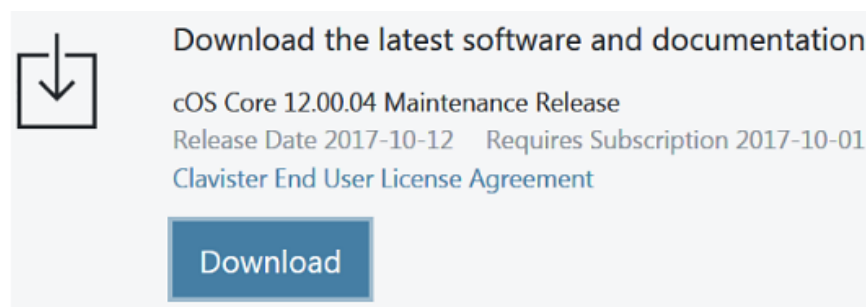 Download the latest software and documentation
cOS Core 12.00.04 Maintenance Release
Release Date 2017-10-12 Requires Subscription 2017-10-01
Clavister End User License Agreement
Download